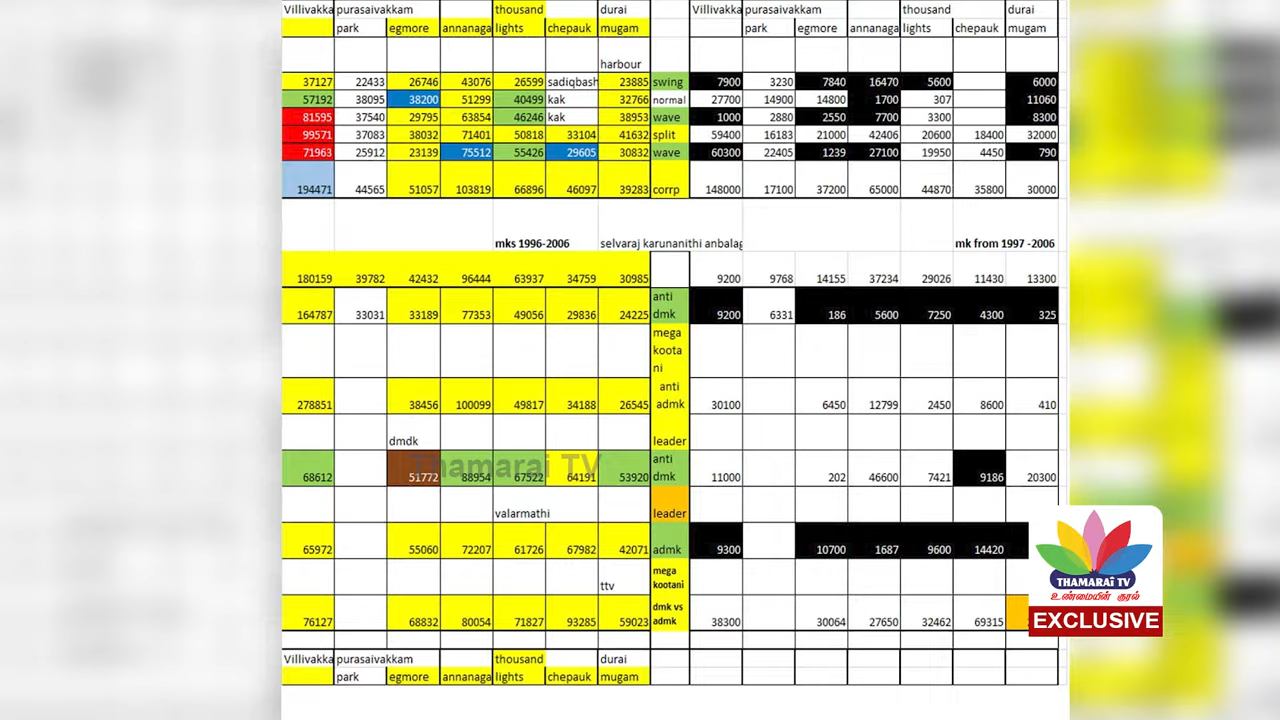 Villivakka purasaivakkam thousand durai Villivakka purasaivakkam thousand durai
park egmore annanaga lights chepauk mugam park egmore annanaga lights chepauk mugam
harbour
37127 22433 26746 43076 26599 sadiqbash 23885 swing 7900 3230 7840 16470 5600 6000
57192 38095 38200 51299 40499 kak 32766 normal 27700 14900 14800 1700 307 11060
81595 37540 29795 63854 46246 kak 38953 wave 1000 2880 2550 7700 3300 8300
99571 37083 38032 71401 50818 33104 41632 split 59400 16183 21000 42406 20600 18400 32000
71963 25912 23139 75512 55426 29605 30832 wave 60300 22405 1239 27100 19950 4450 790
194471 44565 51057 103819 66896 46097 39283 corrp 148000 17100 37200 65000 44870 35800 30000
mks 1996-2006 selvaraj karunanithi anbalag mk from 1997 -2006
180159 39782 42432 96444 63937 34759 30985 9200 9768 14155 37234 29026 11430 13300
anti
164787 33031 33189 77353 49056 29836 24225 dmk 9200 6331 186 5600 7250 4300 325
mega
koota
ni
anti
278851 38456 100099 49817 34188 26545 admk 30100 6450 12799 2450 8600 410
dmdk leader
anti
68612 51772 88954 67522 64191 53920 dmk 11000 202 46600 7421 9186 20300
Thamarai TV
valarmathi leader
65972 55060 72207 61726 67982 42071 admk 9300 10700 1687 9600 14420
mega
ttv kootani
dmk vs
76127 68832 80054 71827 93285 59023 admk 38300 30064 27650 32462 69315
THAMARAI TV
உண்மையின் குரல்
EXCLUSIVE
Villivakka purasaivakkam thousand durai
park egmore annanaga lights chepauk mugam